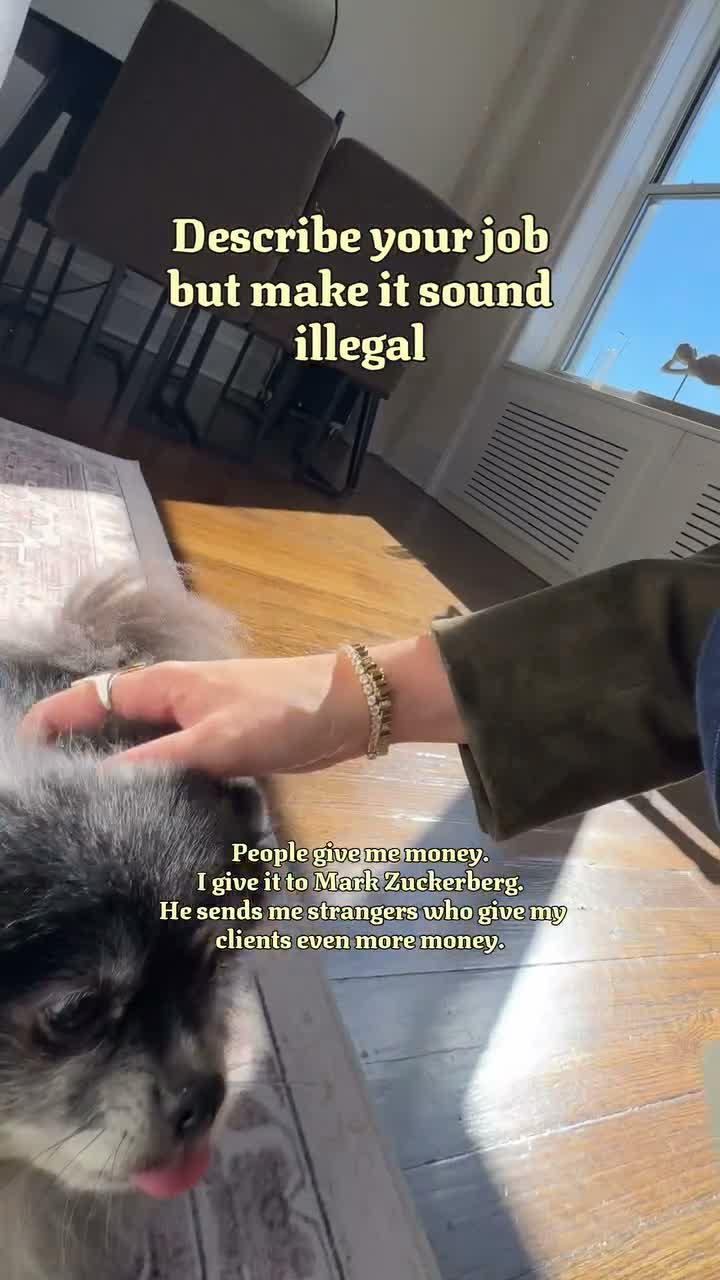 Describe your job
but make it sound
illegal
People give me money.
I give it to Mark Zuckerberg.
He sends me strangers who give my
clients even more money.